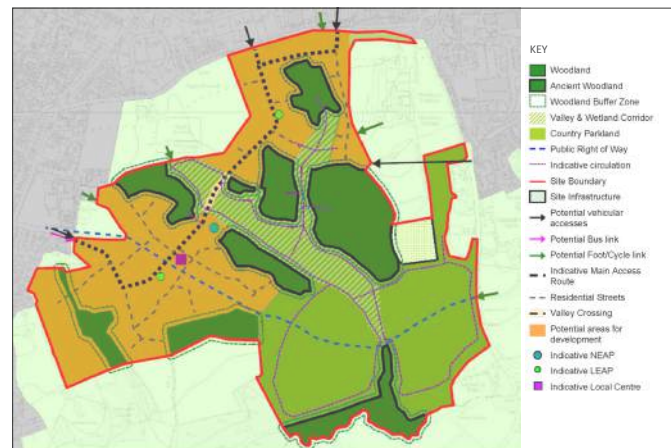 KEY
Woodland
Ancient Woodland
Woodland Buffer Zone
Valley & Wetland Corridor
Country Parkland
Public Right of Way
Indicative circulation
Site Boundary
Site Infrastructure
Potential vehicular
accesses
Potential Bus link
Potential Foot/Cycle link
Indicative Main Access
Route
Residential Streets
Valley Crossing
Potential areas for
development
Indicative NEAP
Indicative LEAP
Indicative Local Centre